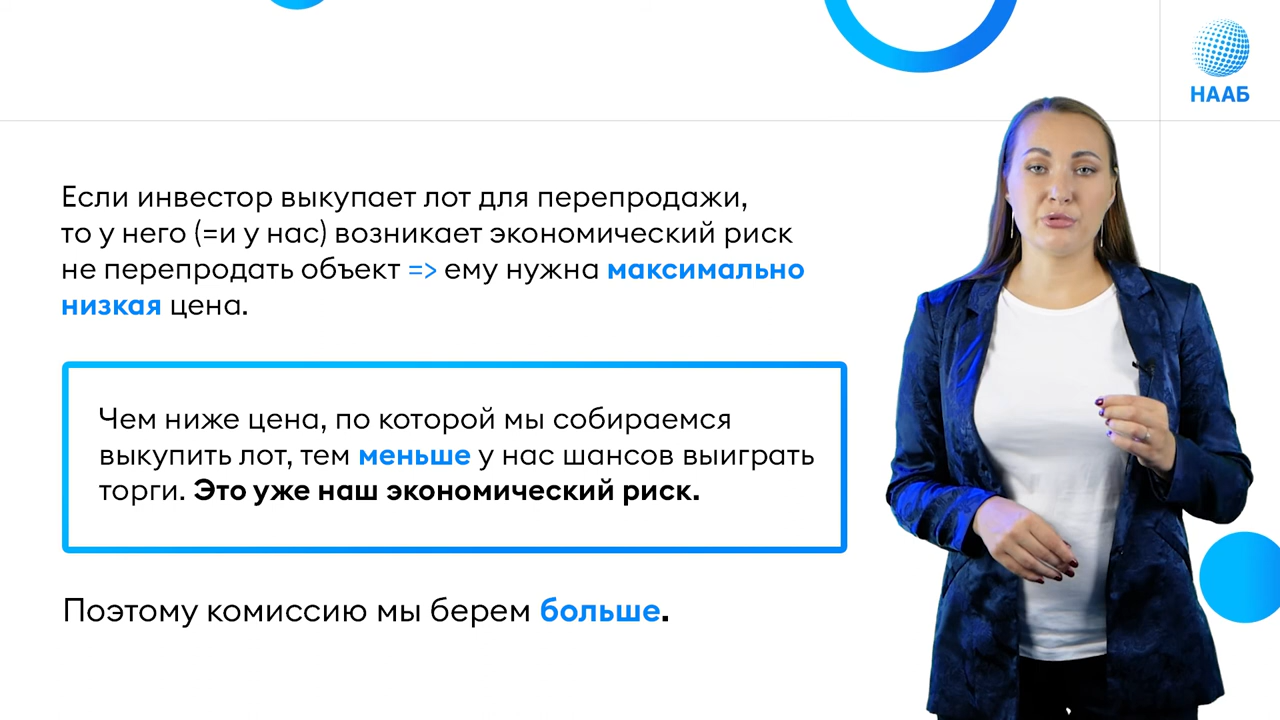 НААБ
Если инвестор выкупает лот для перепродажи,
то у него (=и у нас) возникает экономический риск
не перепродать объект => ему нужна максимально
низкая цена.
Чем ниже цена, по которой мы собираемся
выкупить лот, тем меньше у нас шансов выиграть
торги. Это уже наш экономический риск.
Поэтому комиссию мы берем больше.